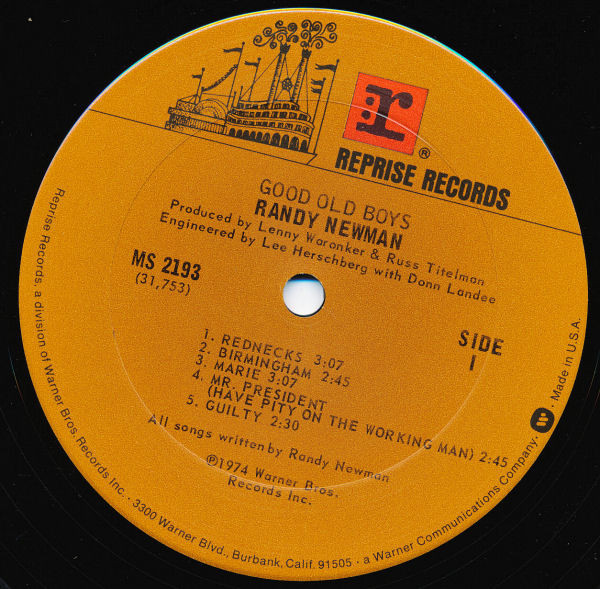 r
®
REPRISE RECORDS
GOOD OLD BOYS
RANDY NEWMAN
Produced by Lenny Waronker & Russ Titelman
Engineered by Lee Herschberg with Donn Landee
MS 2193
(31,753)
SIDE
1
1. REDNECKS 3:07
2. BIRMINGHAM 2:45
3. MARIE 3:07
4. MR. PRESIDENT
(HAVE PITY ON THE WORKING MAN) 2:45
5. GUILTY 2:30
All songs written by Randy Newman
℗1974 Warner Bros.
Records Inc.
Reprise Records, a division of Warner Bros. Records Inc. · 3300 Warner Blvd., Burbank, Calif. 91505 · a Warner Communications Company · Made in U.S.A.